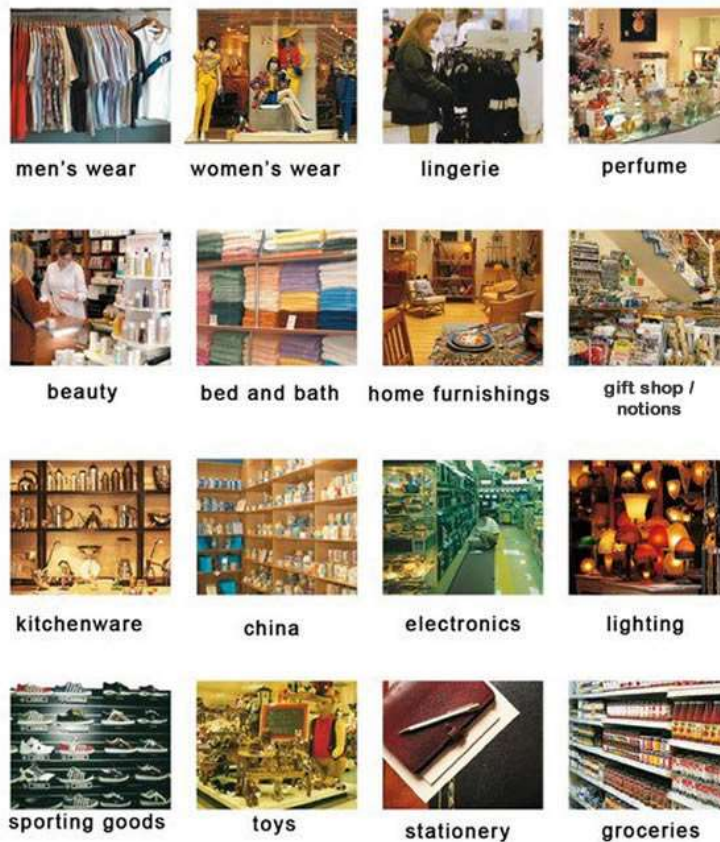 men's wear
women's wear
lingerie
perfume
beauty
bed and bath
home furnishings
gift shop /
notions
kitchenware
china
electronics
lighting
sporting goods
toys
stationery
groceries